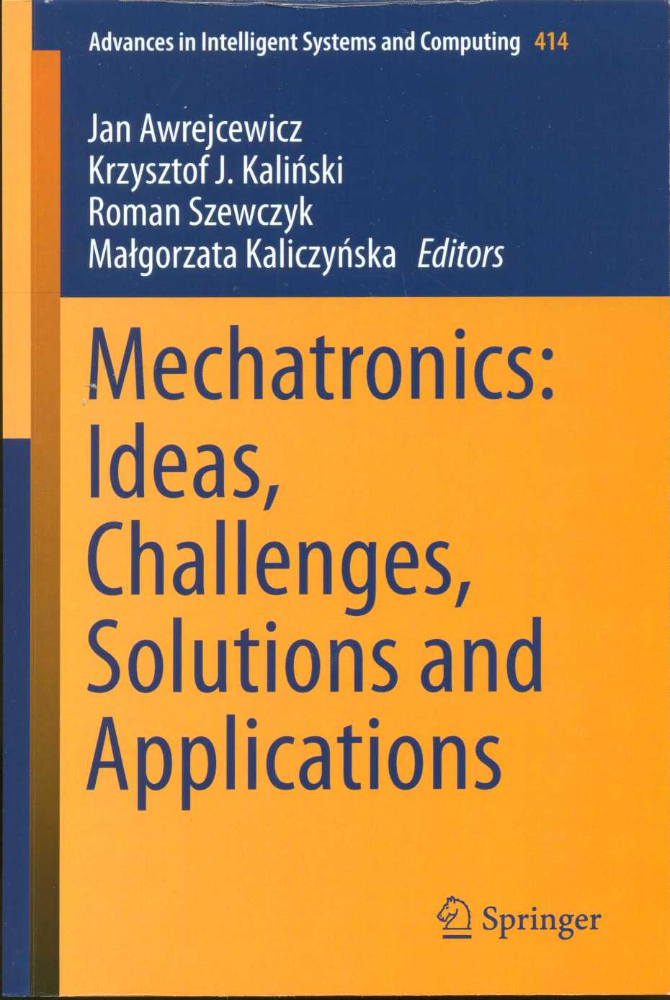 Advances in Intelligent Systems and Computing 414
Jan Awrejcewicz
Krzysztof J. Kaliński
Roman Szewczyk
Małgorzata Kaliczyńska Editors
Mechatronics:
Ideas,
Challenges,
Solutions and
Applications
Springer